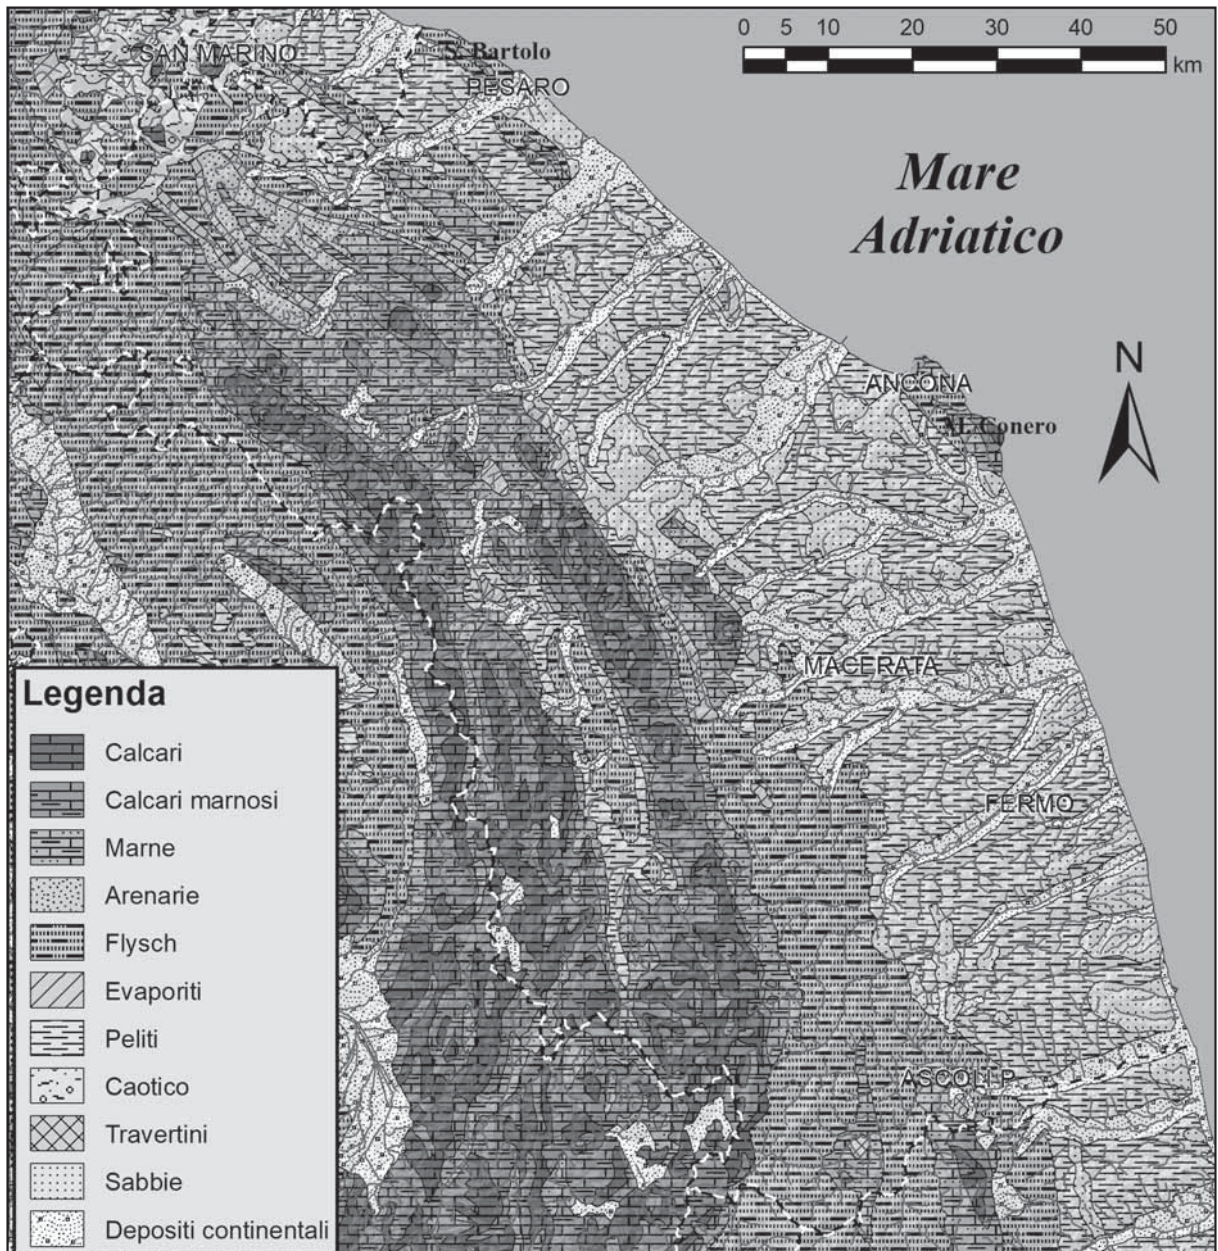 SAN MARINO
S. Bartolo
PESARO
0 5 10 20 30 40 50
km
Mare
Adriatico
N
ANCONA
M. Conero
MACERATA
FERMO
ASCOLI P.
Legenda
Calcari
Calcari marnosi
Marne
Arenarie
Flysch
Evaporiti
Peliti
Caotico
Travertini
Sabbie
Depositi continentali